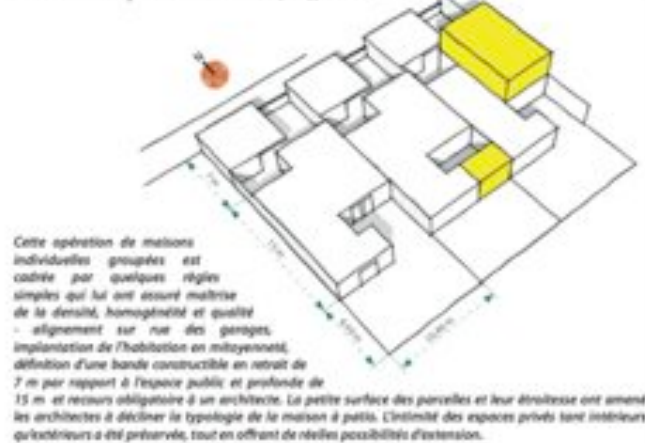 N
7 m
15 m
Cette opération de maisons
individuelles groupées est
cadrée par quelques règles
simples qui lui ont assuré maîtrise
de la densité, homogénéité et qualité
- alignement sur rue des garages,
implantation de l'habitation en mitoyenneté,
définition d'une bande constructible en retrait de
7 m par rapport à l'espace public et profonde de
15 m et recours obligatoire à un architecte. La petite surface des parcelles et leur étroitesse ont amené
les architectes à décliner la typologie de la maison à patio. L'intimité des espaces privés tant intérieurs
qu'extérieurs a été préservée, tout en offrant de réelles possibilités d'extension.